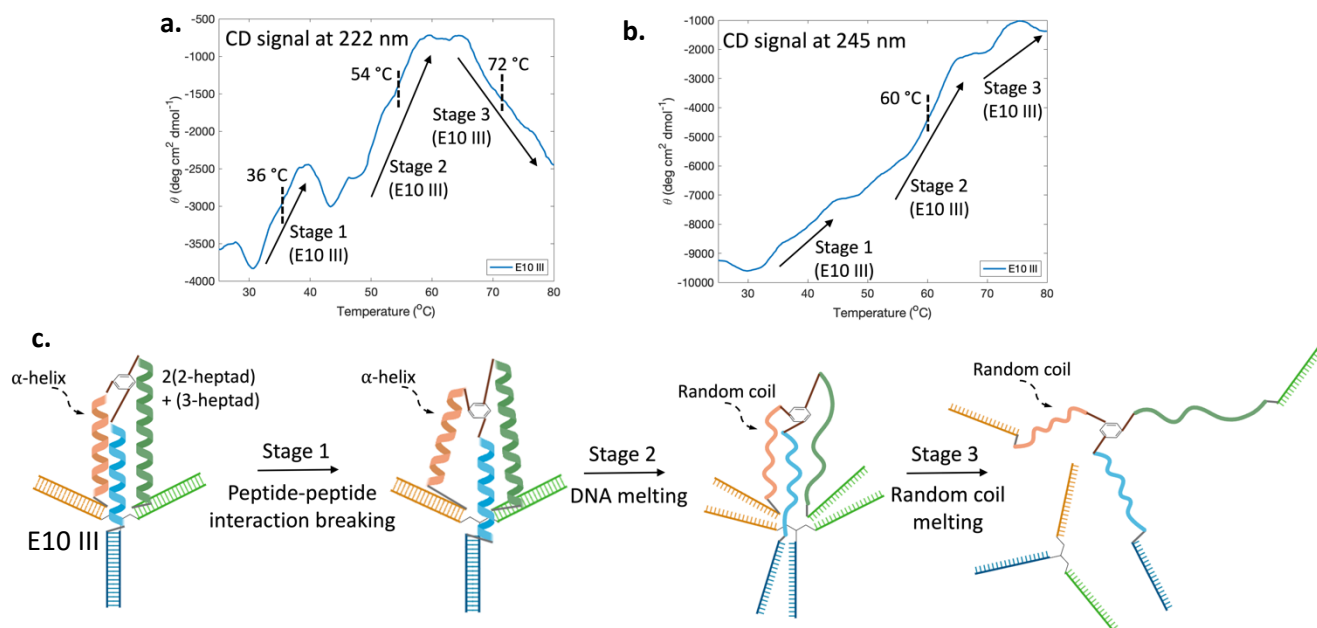 a.
CD signal at 222 nm
36 °C
54 °C
72 °C
Stage 1
(E10 III)
Stage 2
(E10 III)
Stage 3
(E10 III)
-500
-1000
-1500
-2000
-2500
-3000
-3500
-4000
θ (deg cm² dmol⁻¹)
30
40
50
60
70
80
Temperature (°C)
E10 III
b.
CD signal at 245 nm
60 °C
Stage 1
(E10 III)
Stage 2
(E10 III)
Stage 3
(E10 III)
-1000
-2000
-3000
-4000
-5000
-6000
-7000
-8000
-9000
-10000
θ (deg cm² dmol⁻¹)
30
40
50
60
70
80
Temperature (°C)
E10 III
c.
α-helix
2(2-heptad)
+ (3-heptad)
E10 III
Stage 1
Peptide-peptide
interaction breaking
α-helix
Stage 2
DNA melting
Random
coil
Stage 3
Random coil
melting
Random
coil